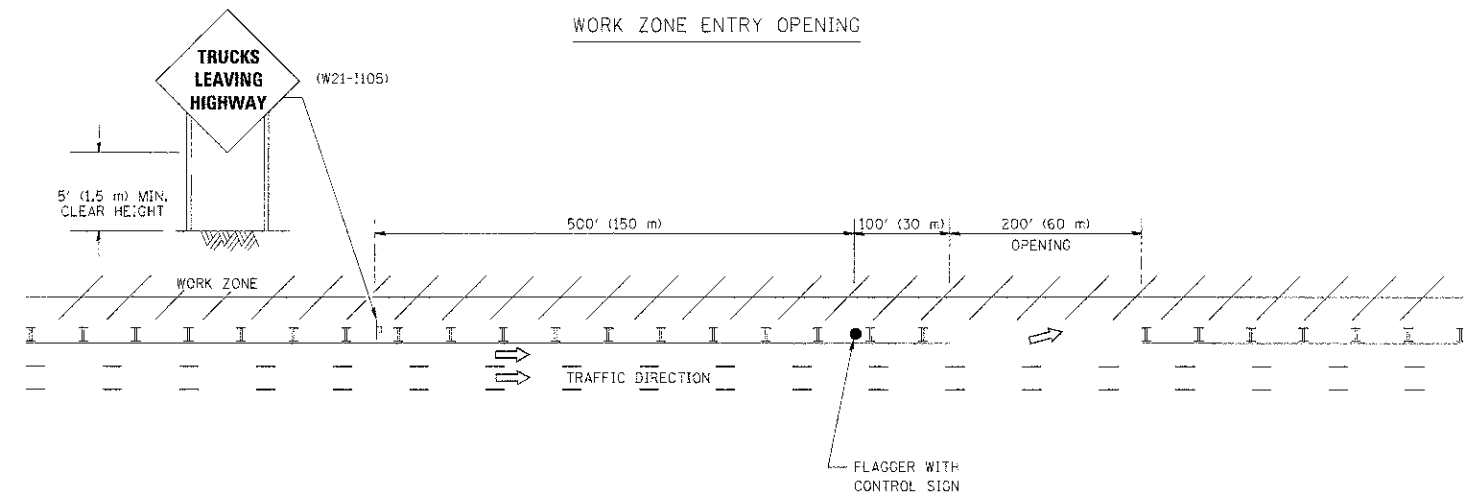 WORK ZONE ENTRY OPENING
TRUCKS
LEAVING
HIGHWAY
(W21-I105)
5' (1.5 m) MIN.
CLEAR HEIGHT
500' (150 m)
100' (30 m)
200' (60 m)
OPENING
WORK ZONE
TRAFFIC DIRECTION
FLAGGER WITH
CONTROL SIGN